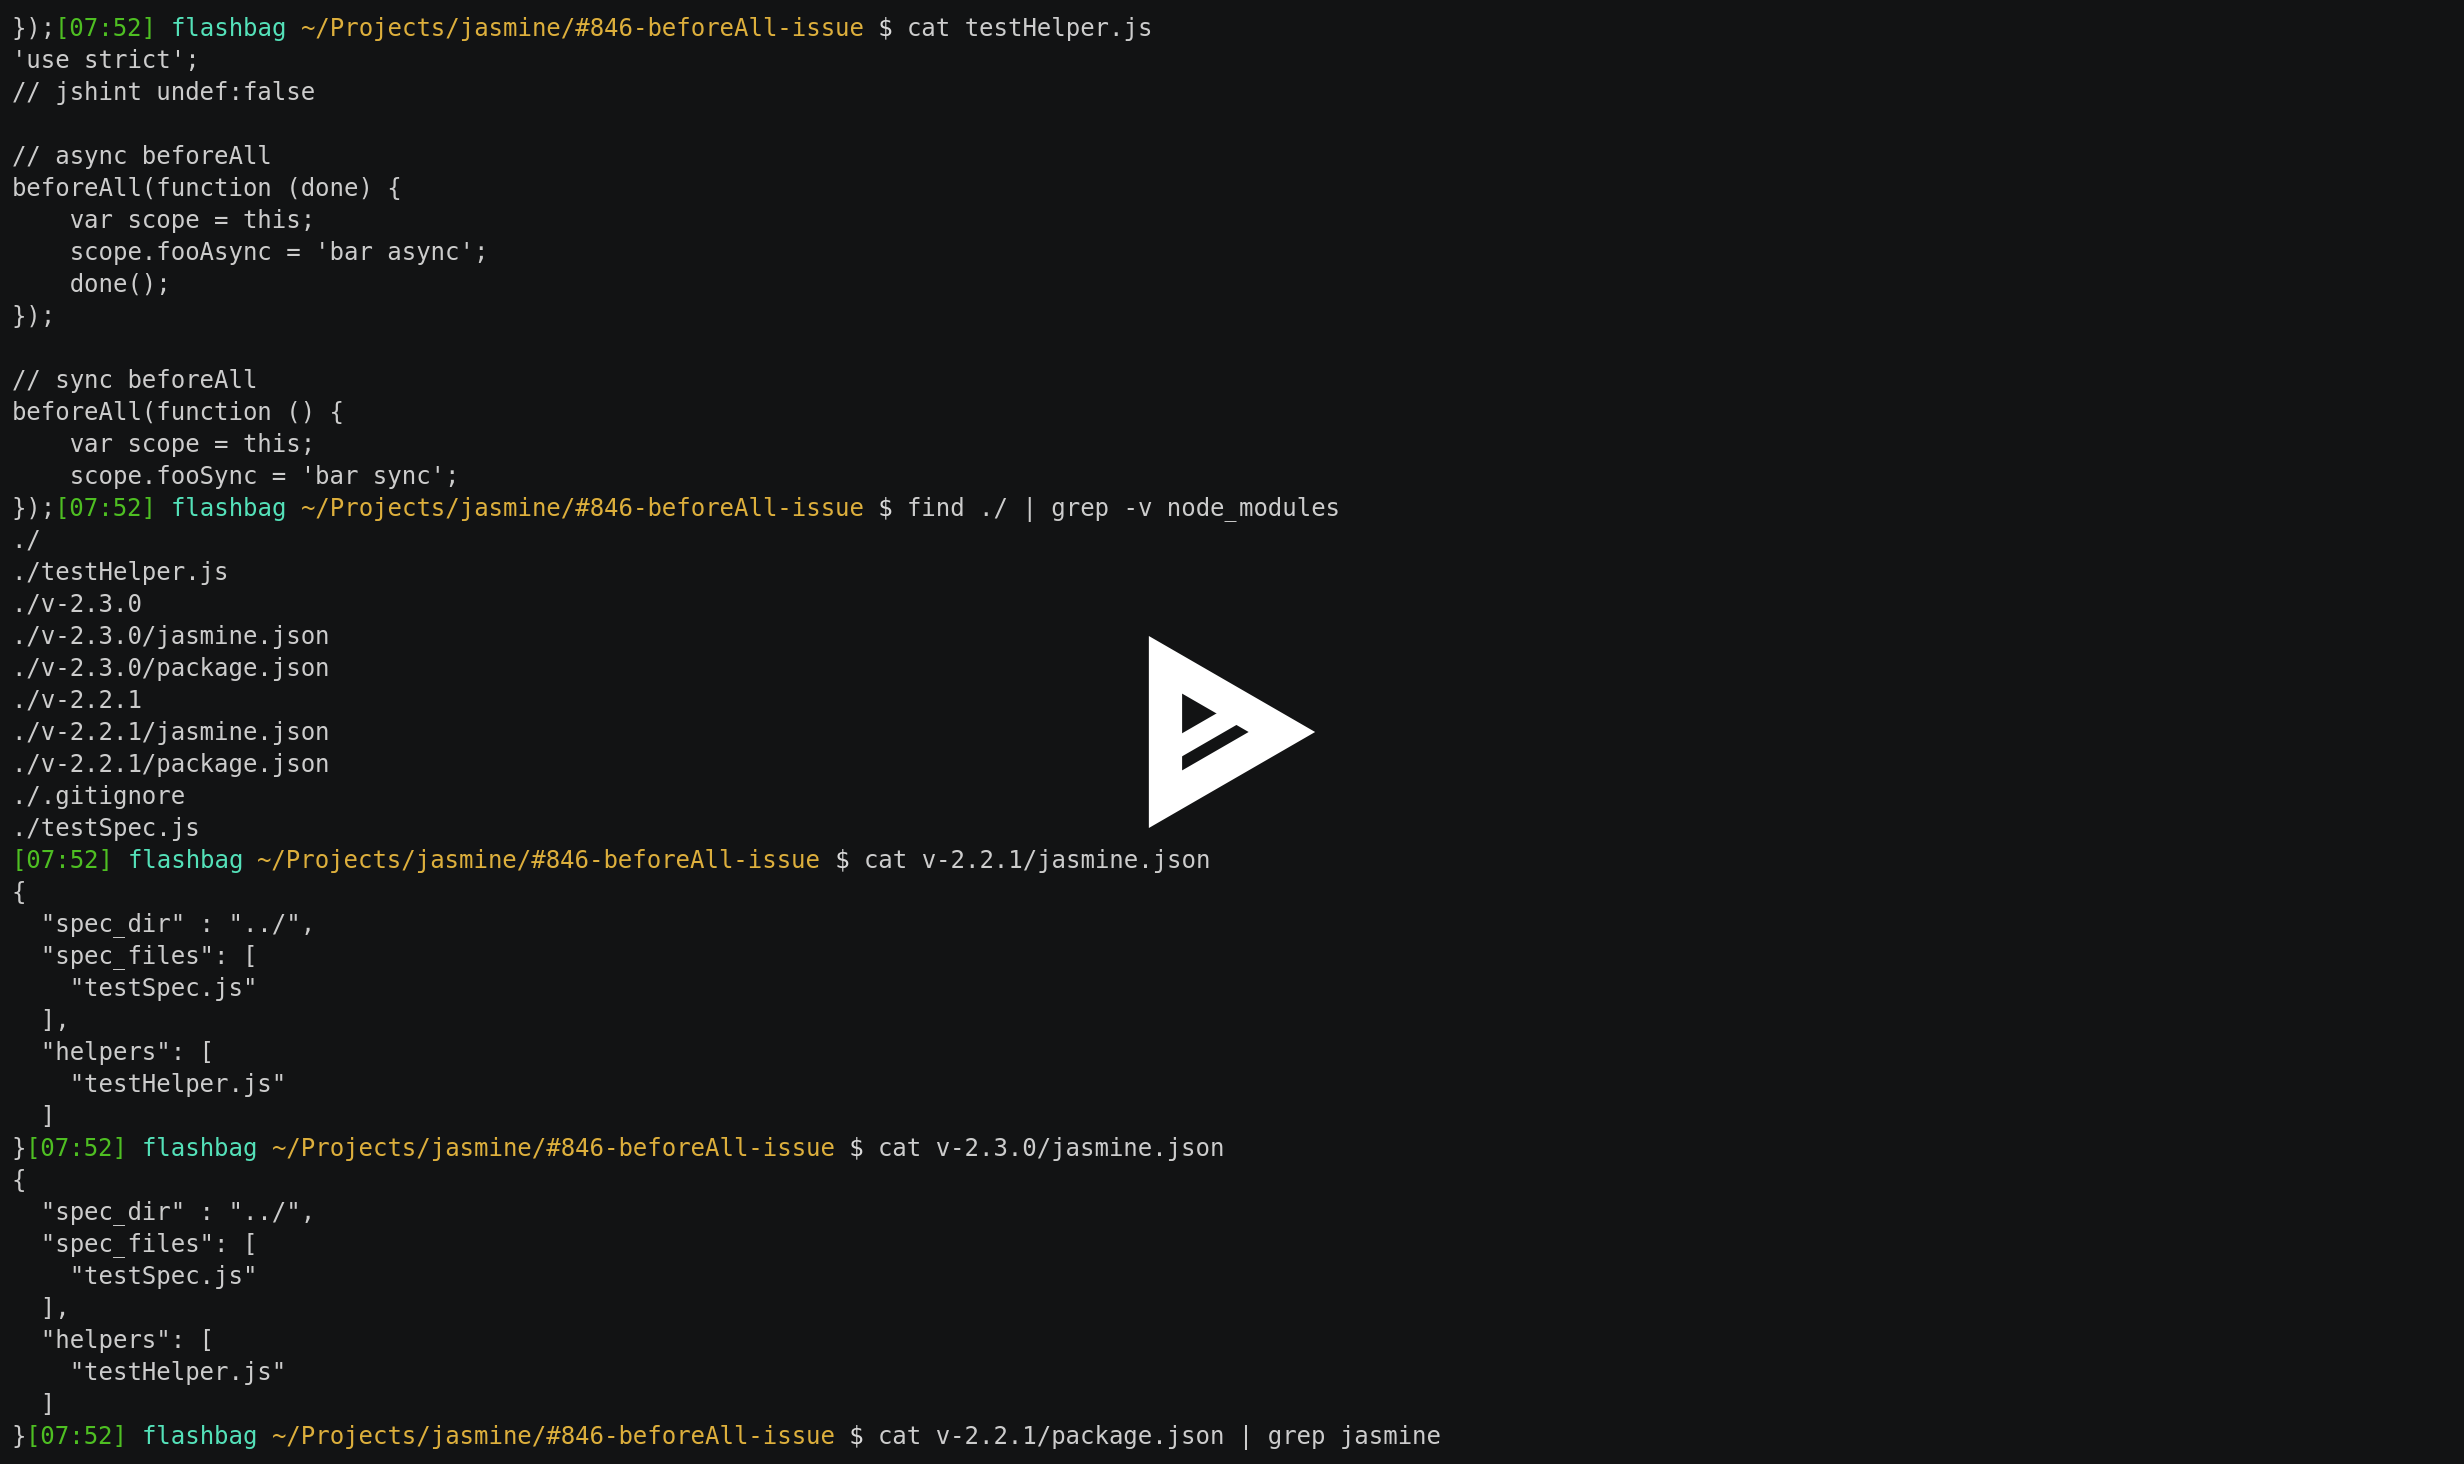 });[07:52] flashbag ~/Projects/jasmine/#846-beforeAll-issue $ cat testHelper.js
'use strict';
// jshint undef:false

// async beforeAll
beforeAll(function (done) {
    var scope = this;
    scope.fooAsync = 'bar async';
    done();
});

// sync beforeAll
beforeAll(function () {
    var scope = this;
    scope.fooSync = 'bar sync';
});[07:52] flashbag ~/Projects/jasmine/#846-beforeAll-issue $ find ./ | grep -v node_modules
./
./testHelper.js
./v-2.3.0
./v-2.3.0/jasmine.json
./v-2.3.0/package.json
./v-2.2.1
./v-2.2.1/jasmine.json
./v-2.2.1/package.json
./.gitignore
./testSpec.js
[07:52] flashbag ~/Projects/jasmine/#846-beforeAll-issue $ cat v-2.2.1/jasmine.json
{
  "spec_dir" : "../",
  "spec_files": [
    "testSpec.js"
  ],
  "helpers": [
    "testHelper.js"
  ]
}[07:52] flashbag ~/Projects/jasmine/#846-beforeAll-issue $ cat v-2.3.0/jasmine.json
{
  "spec_dir" : "../",
  "spec_files": [
    "testSpec.js"
  ],
  "helpers": [
    "testHelper.js"
  ]
}[07:52] flashbag ~/Projects/jasmine/#846-beforeAll-issue $ cat v-2.2.1/package.json | grep jasmine